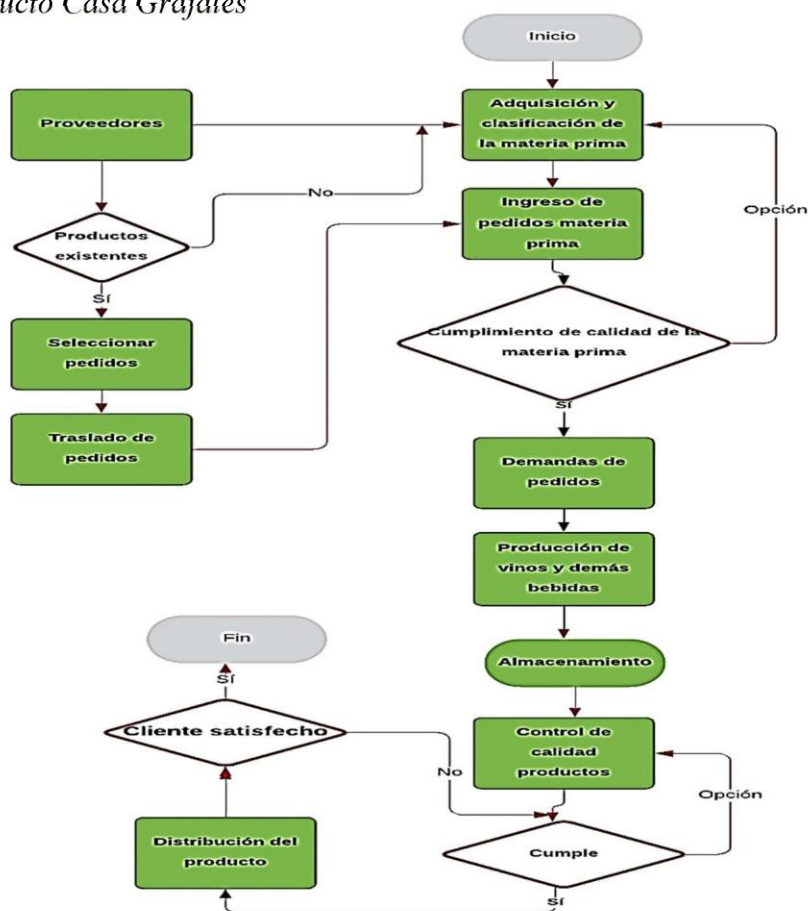 ucto Casa Grajales
Inicio
Proveedores
Adquisición y
clasificación de
la materia prima
No
Opción
Productos
existentes
Ingreso de
pedidos materia
prima
Sí
Seleccionar
pedidos
Cumplimiento de calidad de la
materia prima
Sí
Traslado de
pedidos
Demandas de
pedidos
Producción de
vinos y demás
bebidas
Fin
Almacenamiento
Sí
Cliente satisfecho
Control de
calidad
productos
No
Opción
Distribución del
producto
Cumple
Sí